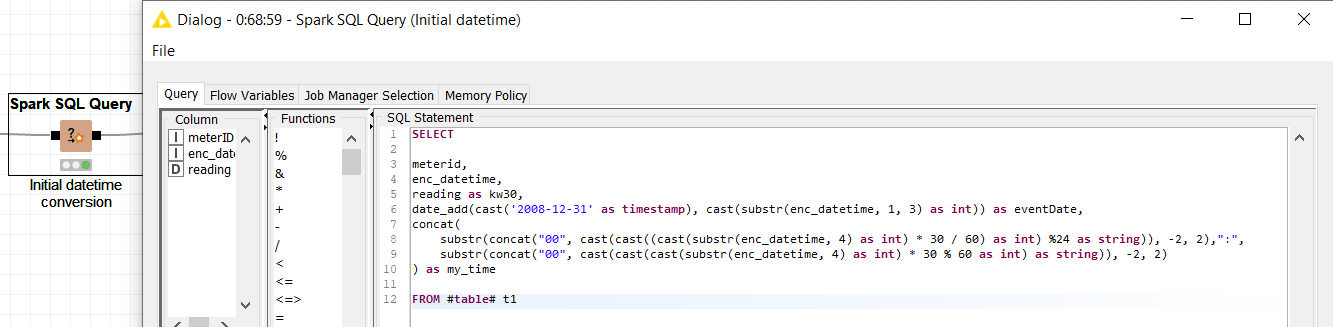 Dialog - 0:68:59 - Spark SQL Query (Initial datetime)
File
Query
Flow Variables
Job Manager Selection
Memory Policy
Spark SQL Query
?
Initial datetime
conversion
Column
I meterID
I enc_dat
D reading
Functions
!
%
&
*
+
-
/
<
<=
<=>
=
SQL Statement
1 SELECT
2
3 meterid,
4 enc_datetime,
5 reading as kw30,
6 date_add(cast('2008-12-31' as timestamp), cast(substr(enc_datetime, 1, 3) as int)) as eventDate,
7 concat(
8 substr(concat("00", cast(cast((cast(substr(enc_datetime, 4) as int) * 30 / 60) as int) %24 as string)), -2, 2),":",
9 substr(concat("00", cast(cast(cast(substr(enc_datetime, 4) as int) * 30 % 60 as int) as string)), -2, 2)
10 ) as my_time
11
12 FROM #table# t1